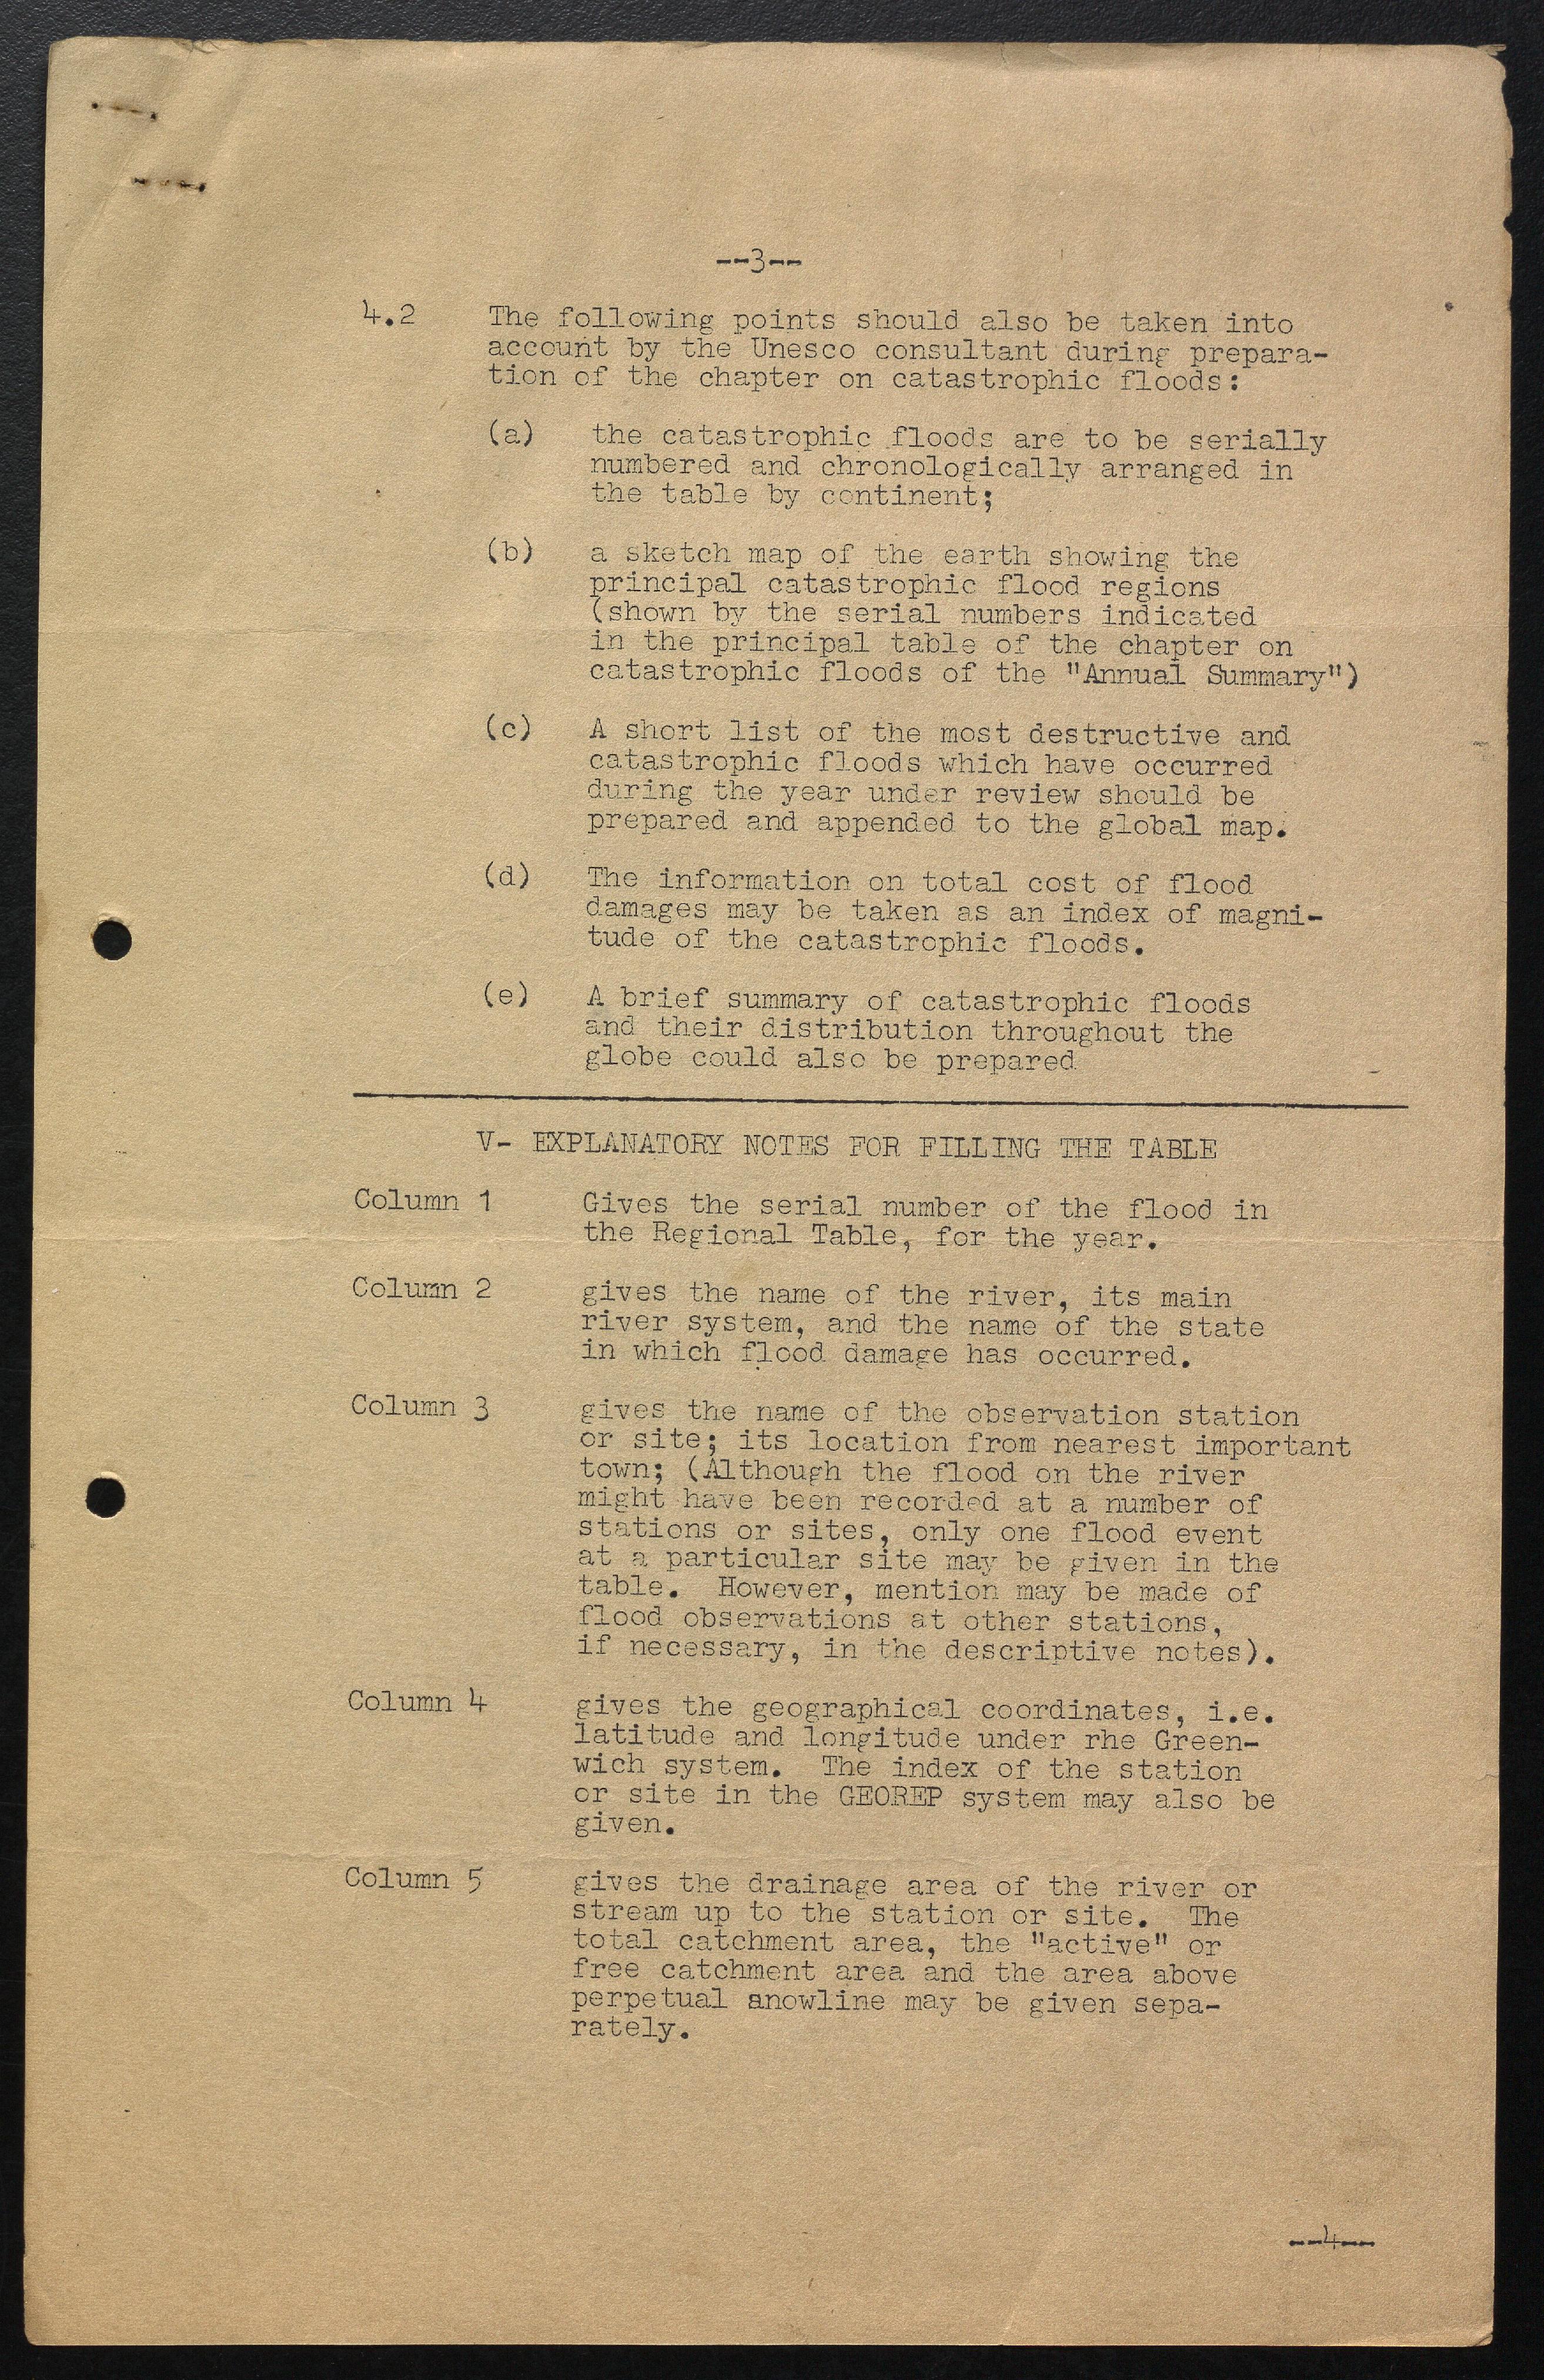 --3--
4.2 The following points should also be taken into
account by the Unesco consultant during prepara-
tion of the chapter on catastrophic floods:
(a) the catastrophic floods are to be serially
numbered and chronologically arranged in
the table by continent;
(b) a sketch map of the earth showing the
principal catastrophic flood regions
(shown by the serial numbers indicated
in the principal table of the chapter on
catastrophic floods of the "Annual Summary")
(c) A short list of the most destructive and
catastrophic floods which have occurred
during the year under review should be
prepared and appended to the global map.
(d) The information on total cost of flood
damages may be taken as an index of magni-
tude of the catastrophic floods.
(e) A brief summary of catastrophic floods
and their distribution throughout the
globe could also be prepared
V- EXPLANATORY NOTES FOR FILLING THE TABLE
Column 1 Gives the serial number of the flood in
the Regional Table, for the year.
Column 2 gives the name of the river, its main
river system, and the name of the state
in which flood damage has occurred.
Column 3 gives the name of the observation station
or site; its location from nearest important
town; (Although the flood on the river
might have been recorded at a number of
stations or sites, only one flood event
at a particular site may be given in the
table. However, mention may be made of
flood observations at other stations,
if necessary, in the descriptive notes).
Column 4 gives the geographical coordinates, i.e.
latitude and longitude under rhe Green-
wich system. The index of the station
or site in the GEOREP system may also be
given.
Column 5 gives the drainage area of the river or
stream up to the station or site. The
total catchment area, the "active" or
free catchment area and the area above
perpetual snowline may be given sepa-
rately.
--4--